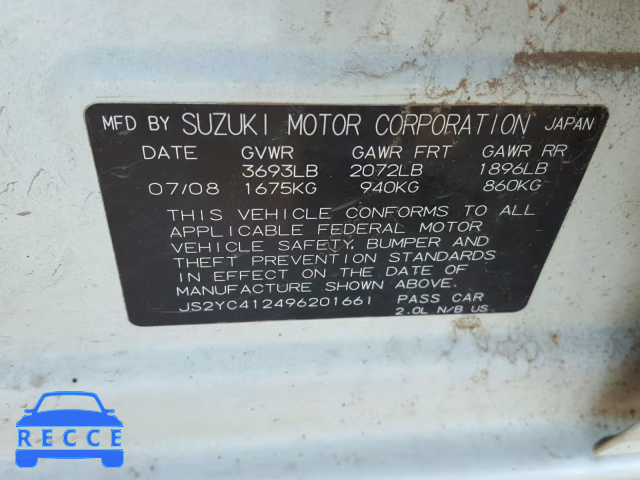 MFD BY SUZUKI MOTOR CORPORATION JAPAN
DATE GVWR GAWR FRT GAWR RR
3693LB 2072LB 1896LB
07/08 1675KG 940KG 860KG
THIS VEHICLE CONFORMS TO ALL
APPLICABLE FEDERAL MOTOR
VEHICLE SAFETY, BUMPER AND
THEFT PREVENTION STANDARDS
IN EFFECT ON THE DATE OF
MANUFACTURE SHOWN ABOVE.
JS2YC412496201661 PASS CAR
2.0L N/B US
RECCE